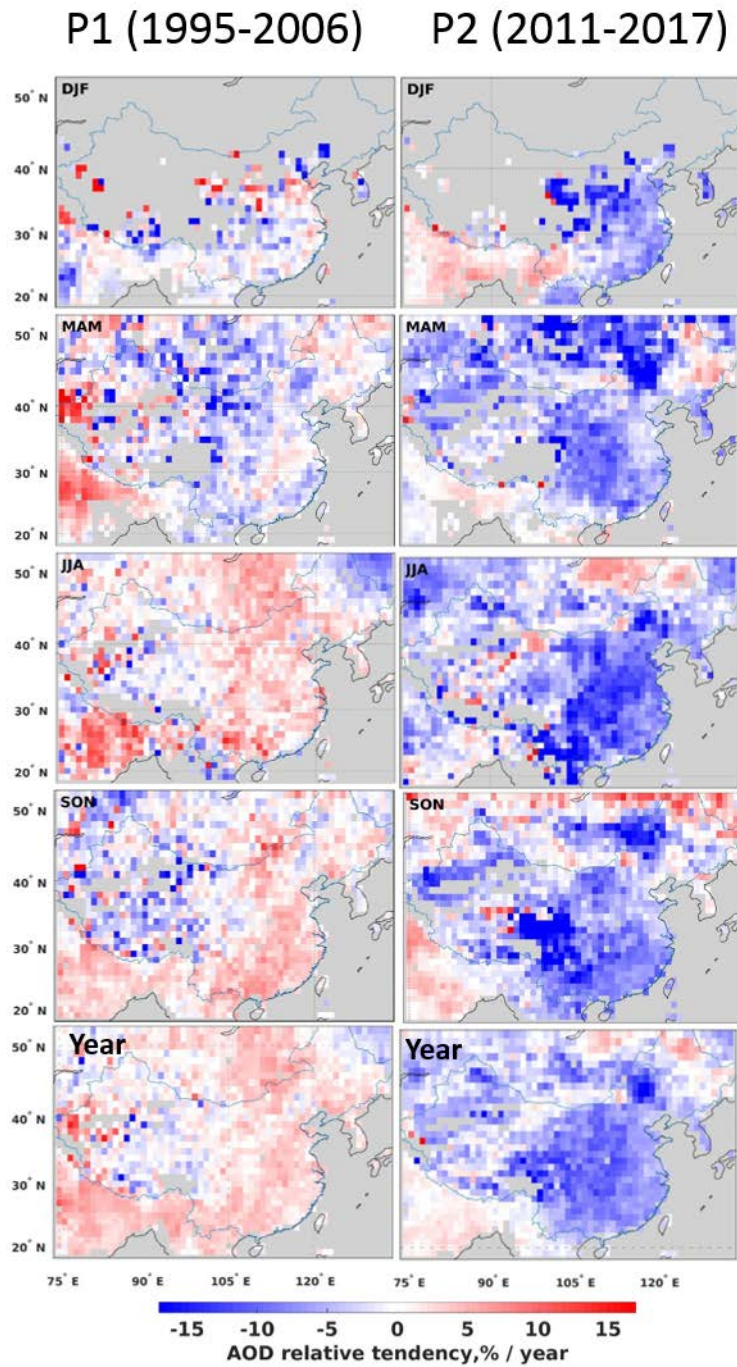 P1 (1995-2006) P2 (2011-2017)
DJF DJF
50° N
40° N
30° N
20° N
MAM MAM
50° N
40° N
30° N
20° N
JJA JJA
50° N
40° N
30° N
20° N
SON SON
50° N
40° N
30° N
20° N
Year Year
50° N
40° N
30° N
20° N
75° E 90° E 105° E 120° E 75° E 90° E 105° E 120° E
-15 -10 -5 0 5 10 15
AOD relative tendency,% / year